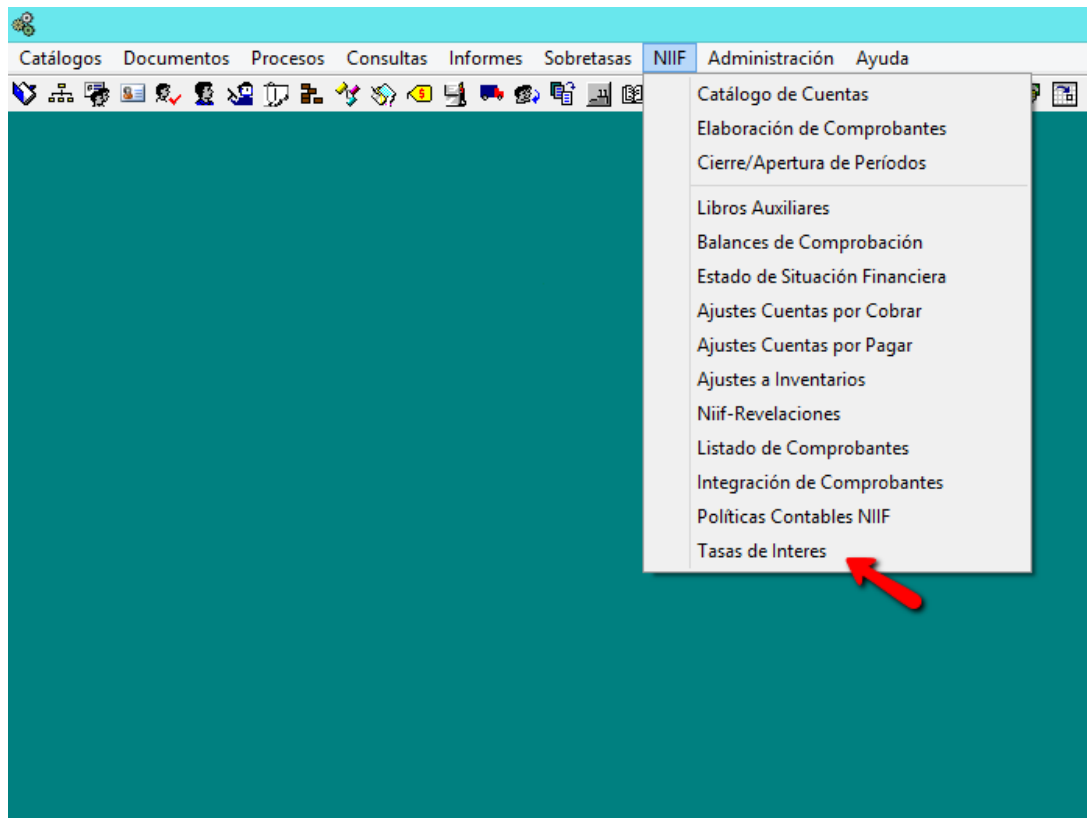 Catálogos Documentos Procesos Consultas Informes Sobretasas NIIF Administración Ayuda
Catálogo de Cuentas
Elaboración de Comprobantes
Cierre/Apertura de Períodos
Libros Auxiliares
Balances de Comprobación
Estado de Situación Financiera
Ajustes Cuentas por Cobrar
Ajustes Cuentas por Pagar
Ajustes a Inventarios
Niif-Revelaciones
Listado de Comprobantes
Integración de Comprobantes
Políticas Contables NIIF
Tasas de Interes